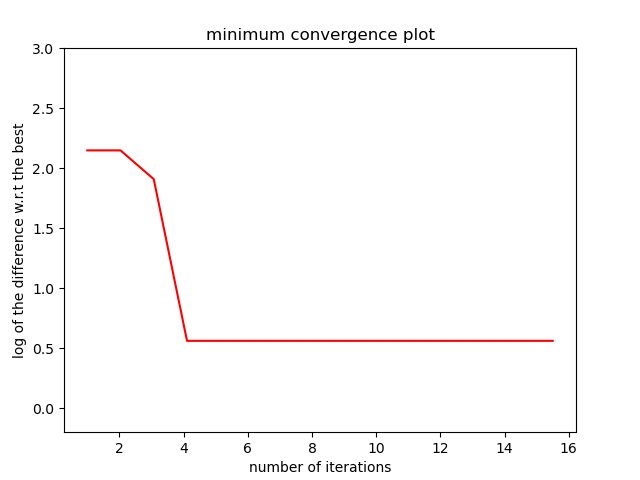 minimum convergence plot
3.0
2.5
2.0
1.5
1.0
0.5
0.0
log of the difference w.r.t the best
2 4 6 8 10 12 14 16
number of iterations